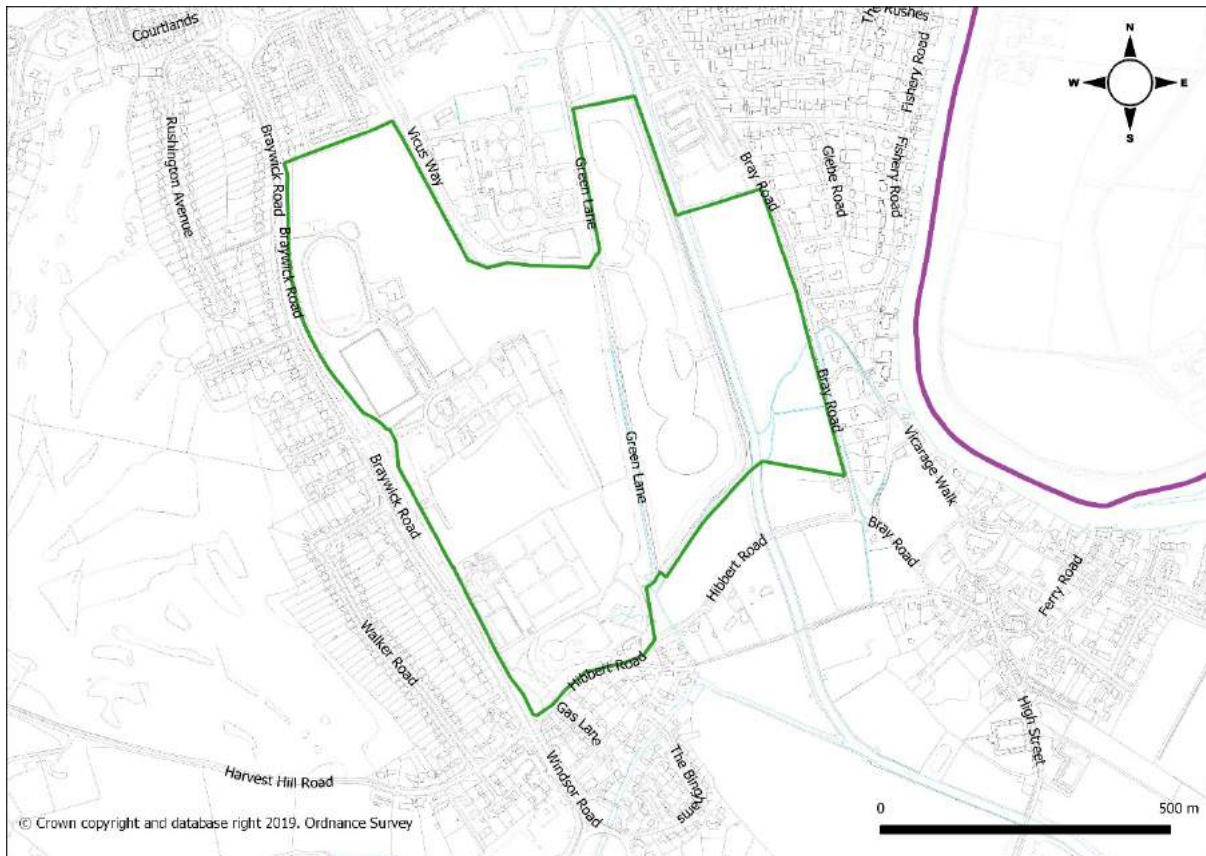 The Rushes
Courtlands
Fishery Road
N
W
E
S
Rushington Avenue
Braywick Road
Vicus Way
Green Lane
Bray Road
Glebe Road
Fishery Road
Braywick Road
Bray Road
Green Lane
Vicarage Walk
Braywick Road
Bray Road
Hibbert Road
Ferry Road
Walker Road
Hibbert Road
Gas Lane
High Street
The Binghams
Windsor Road
Harvest Hill Road
0
500 m
© Crown copyright and database right 2019. Ordnance Survey